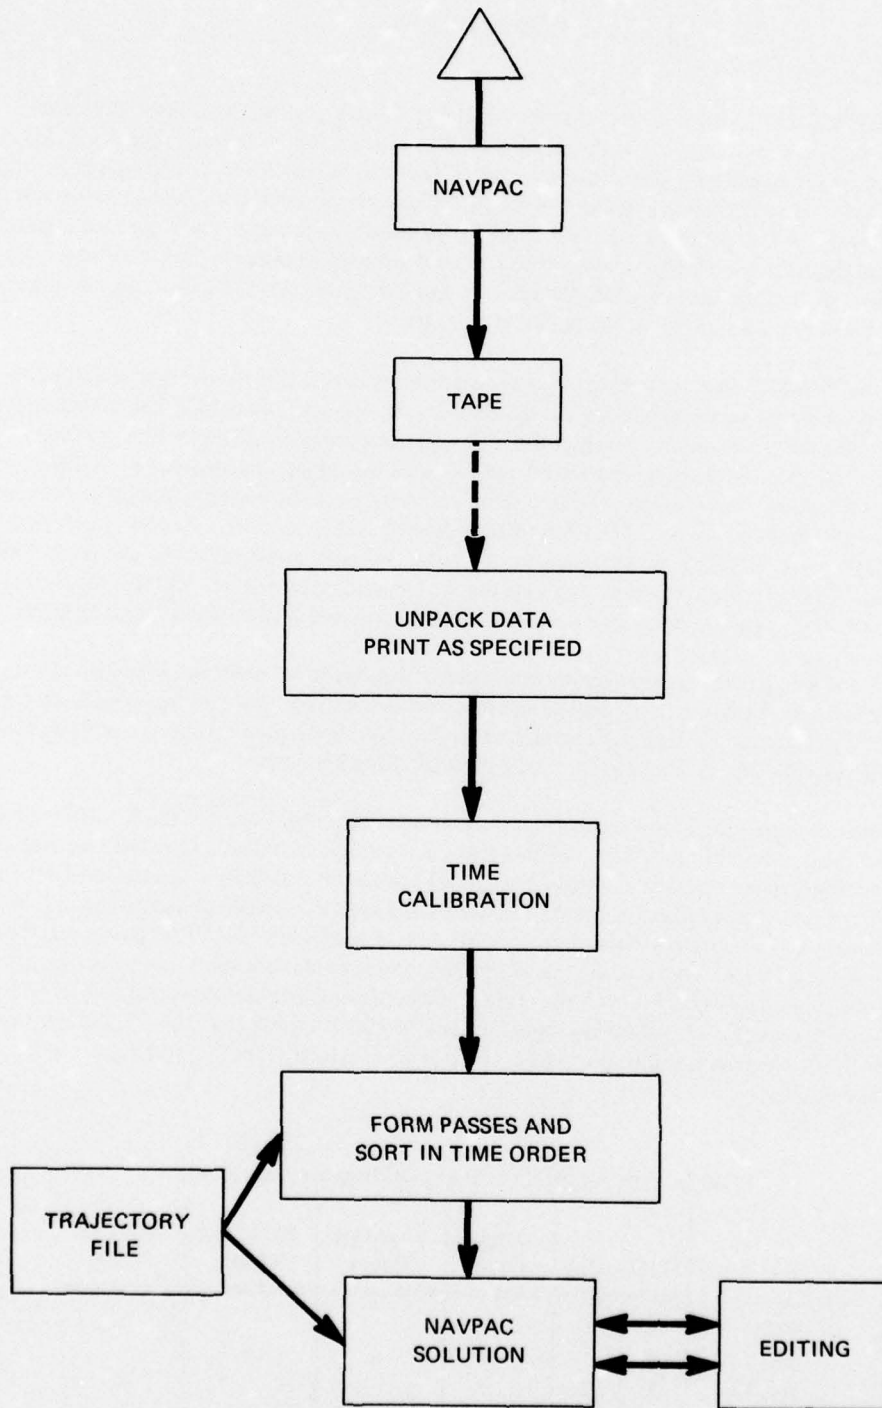 NAVPAC
TAPE
UNPACK DATA
PRINT AS SPECIFIED
TIME
CALIBRATION
FORM PASSES AND
SORT IN TIME ORDER
TRAJECTORY
FILE
NAVPAC
SOLUTION
EDITING